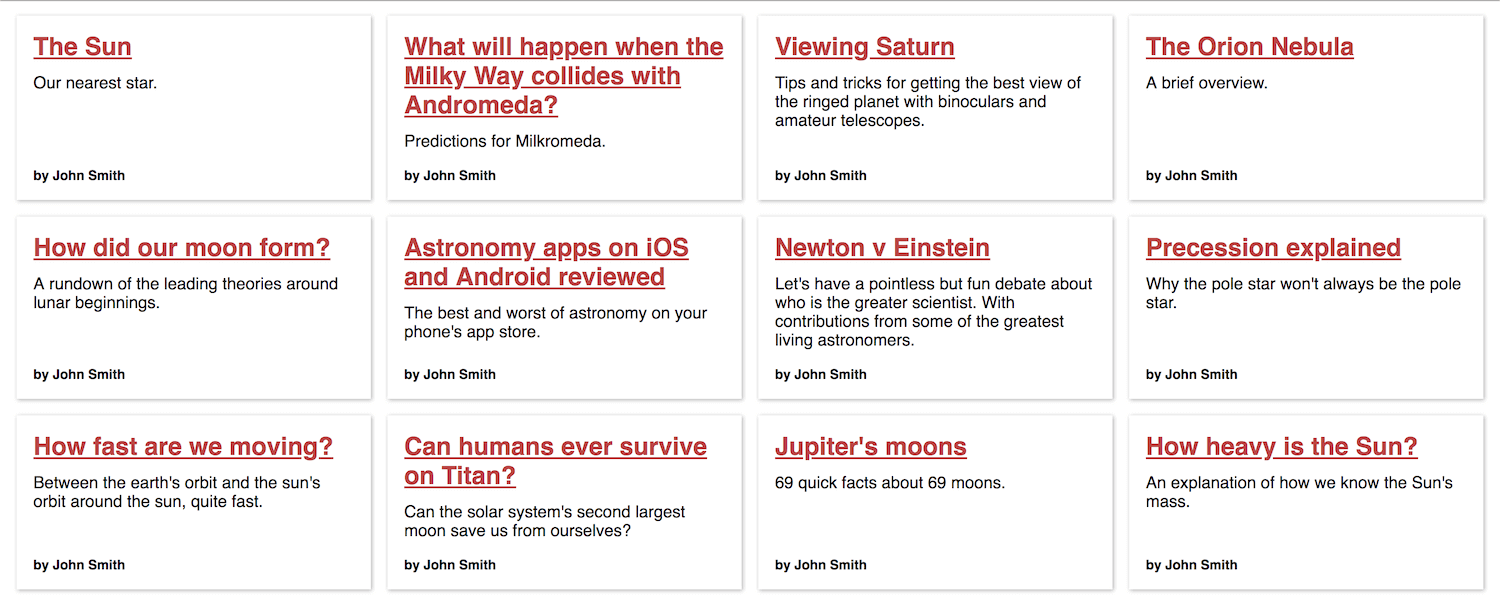 The Sun
Our nearest star.
by John Smith
What will happen when the
Milky Way collides with
Andromeda?
Predictions for Milkromeda.
by John Smith
Viewing Saturn
Tips and tricks for getting the best view of
the ringed planet with binoculars and
amateur telescopes.
by John Smith
The Orion Nebula
A brief overview.
by John Smith
How did our moon form?
A rundown of the leading theories around
lunar beginnings.
by John Smith
Astronomy apps on iOS
and Android reviewed
The best and worst of astronomy on your
phone's app store.
by John Smith
Newton v Einstein
Let's have a pointless but fun debate about
who is the greater scientist. With
contributions from some of the greatest
living astronomers.
by John Smith
Precession explained
Why the pole star won't always be the pole
star.
by John Smith
How fast are we moving?
Between the earth's orbit and the sun's
orbit around the sun, quite fast.
by John Smith
Can humans ever survive
on Titan?
Can the solar system's second largest
moon save us from ourselves?
by John Smith
Jupiter's moons
69 quick facts about 69 moons.
by John Smith
How heavy is the Sun?
An explanation of how we know the Sun's
mass.
by John Smith